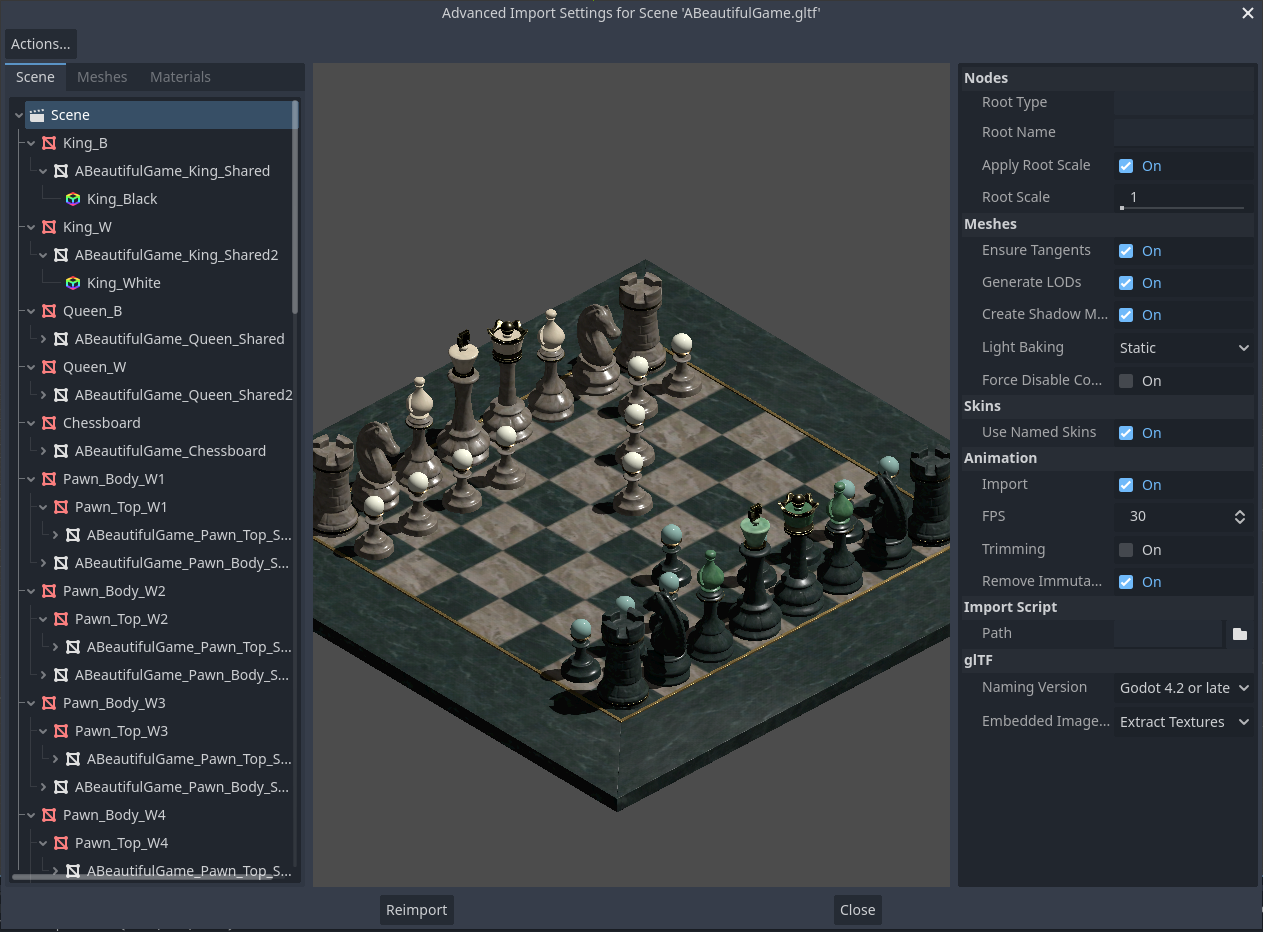 Advanced Import Settings for Scene 'ABeautifulGame.gltf'
Actions...
Scene Meshes Materials
Scene
King_B
ABeautifulGame_King_Shared
King_Black
King_W
ABeautifulGame_King_Shared2
King_White
Queen_B
ABeautifulGame_Queen_Shared
Queen_W
ABeautifulGame_Queen_Shared2
Chessboard
ABeautifulGame_Chessboard
Pawn_Body_W1
Pawn_Top_W1
ABeautifulGame_Pawn_Top_S...
ABeautifulGame_Pawn_Body_S...
Pawn_Body_W2
Pawn_Top_W2
ABeautifulGame_Pawn_Top_S...
ABeautifulGame_Pawn_Body_S...
Pawn_Body_W3
Pawn_Top_W3
ABeautifulGame_Pawn_Top_S...
ABeautifulGame_Pawn_Body_S...
Pawn_Body_W4
Pawn_Top_W4
ABeautifulGame_Pawn_Top_S...
Nodes
Root Type
Root Name
Apply Root Scale On
Root Scale 1
Meshes
Ensure Tangents On
Generate LODs On
Create Shadow M... On
Light Baking Static
Force Disable Co... On
Skins
Use Named Skins On
Animation
Import On
FPS 30
Trimming On
Remove Immuta... On
Import Script
Path
glTF
Naming Version Godot 4.2 or late
Embedded Image... Extract Textures
Reimport Close